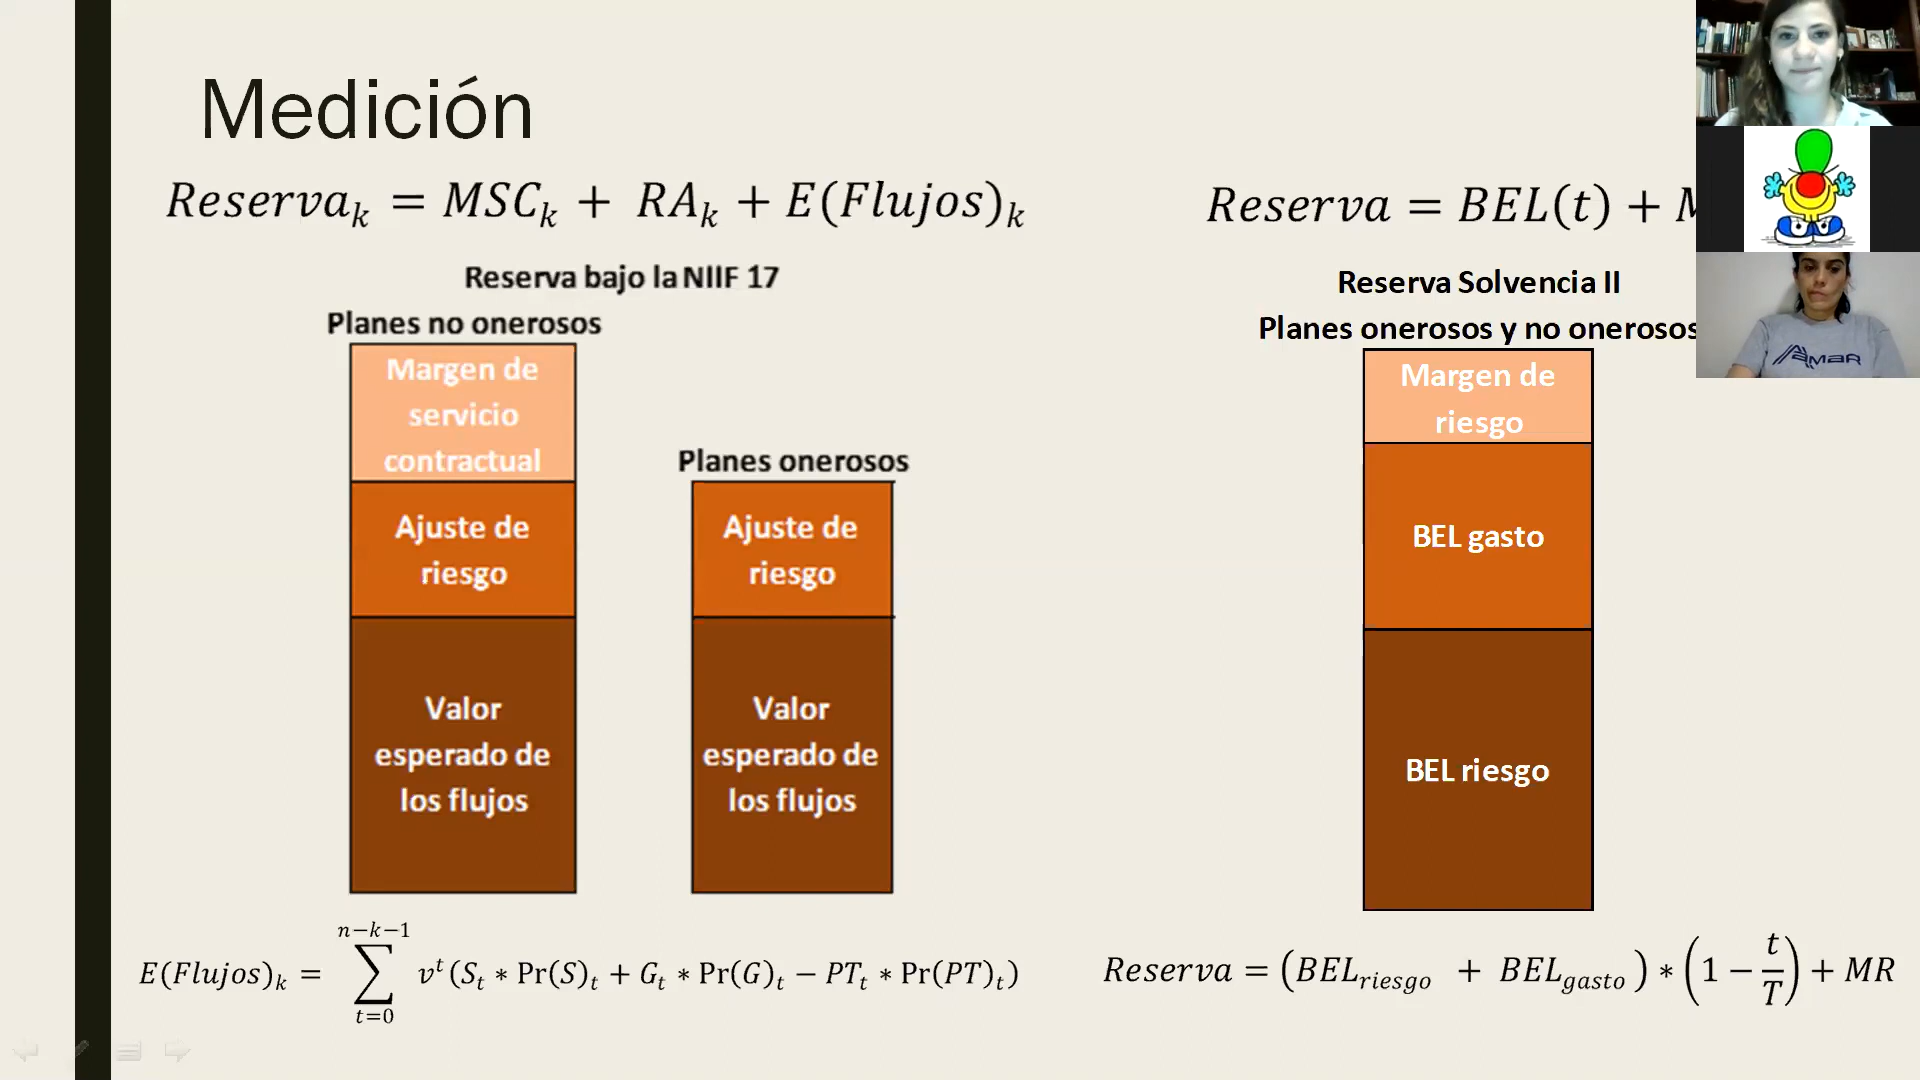 Medición
Reserva_k = MSC_k + RA_k + E(Flujos)_k
Reserva bajo la NIIF 17
Planes no onerosos
Margen de
servicio
contractual
Ajuste de
riesgo
Valor
esperado de
los flujos
Planes onerosos
Ajuste de
riesgo
Valor
esperado de
los flujos
E(Flujos)_k = ∑_{t=0}^{n-k-1} v^t (S_t * Pr(S)_t + G_t * Pr(G)_t − PT_t * Pr(PT)_t)
Reserva = BEL(t) + M
Reserva Solvencia II
Planes onerosos y no onerosos
Margen de
riesgo
BEL gasto
BEL riesgo
Reserva = (BEL_riesgo + BEL_gasto) * (1 − t/T) + MR
AMAR